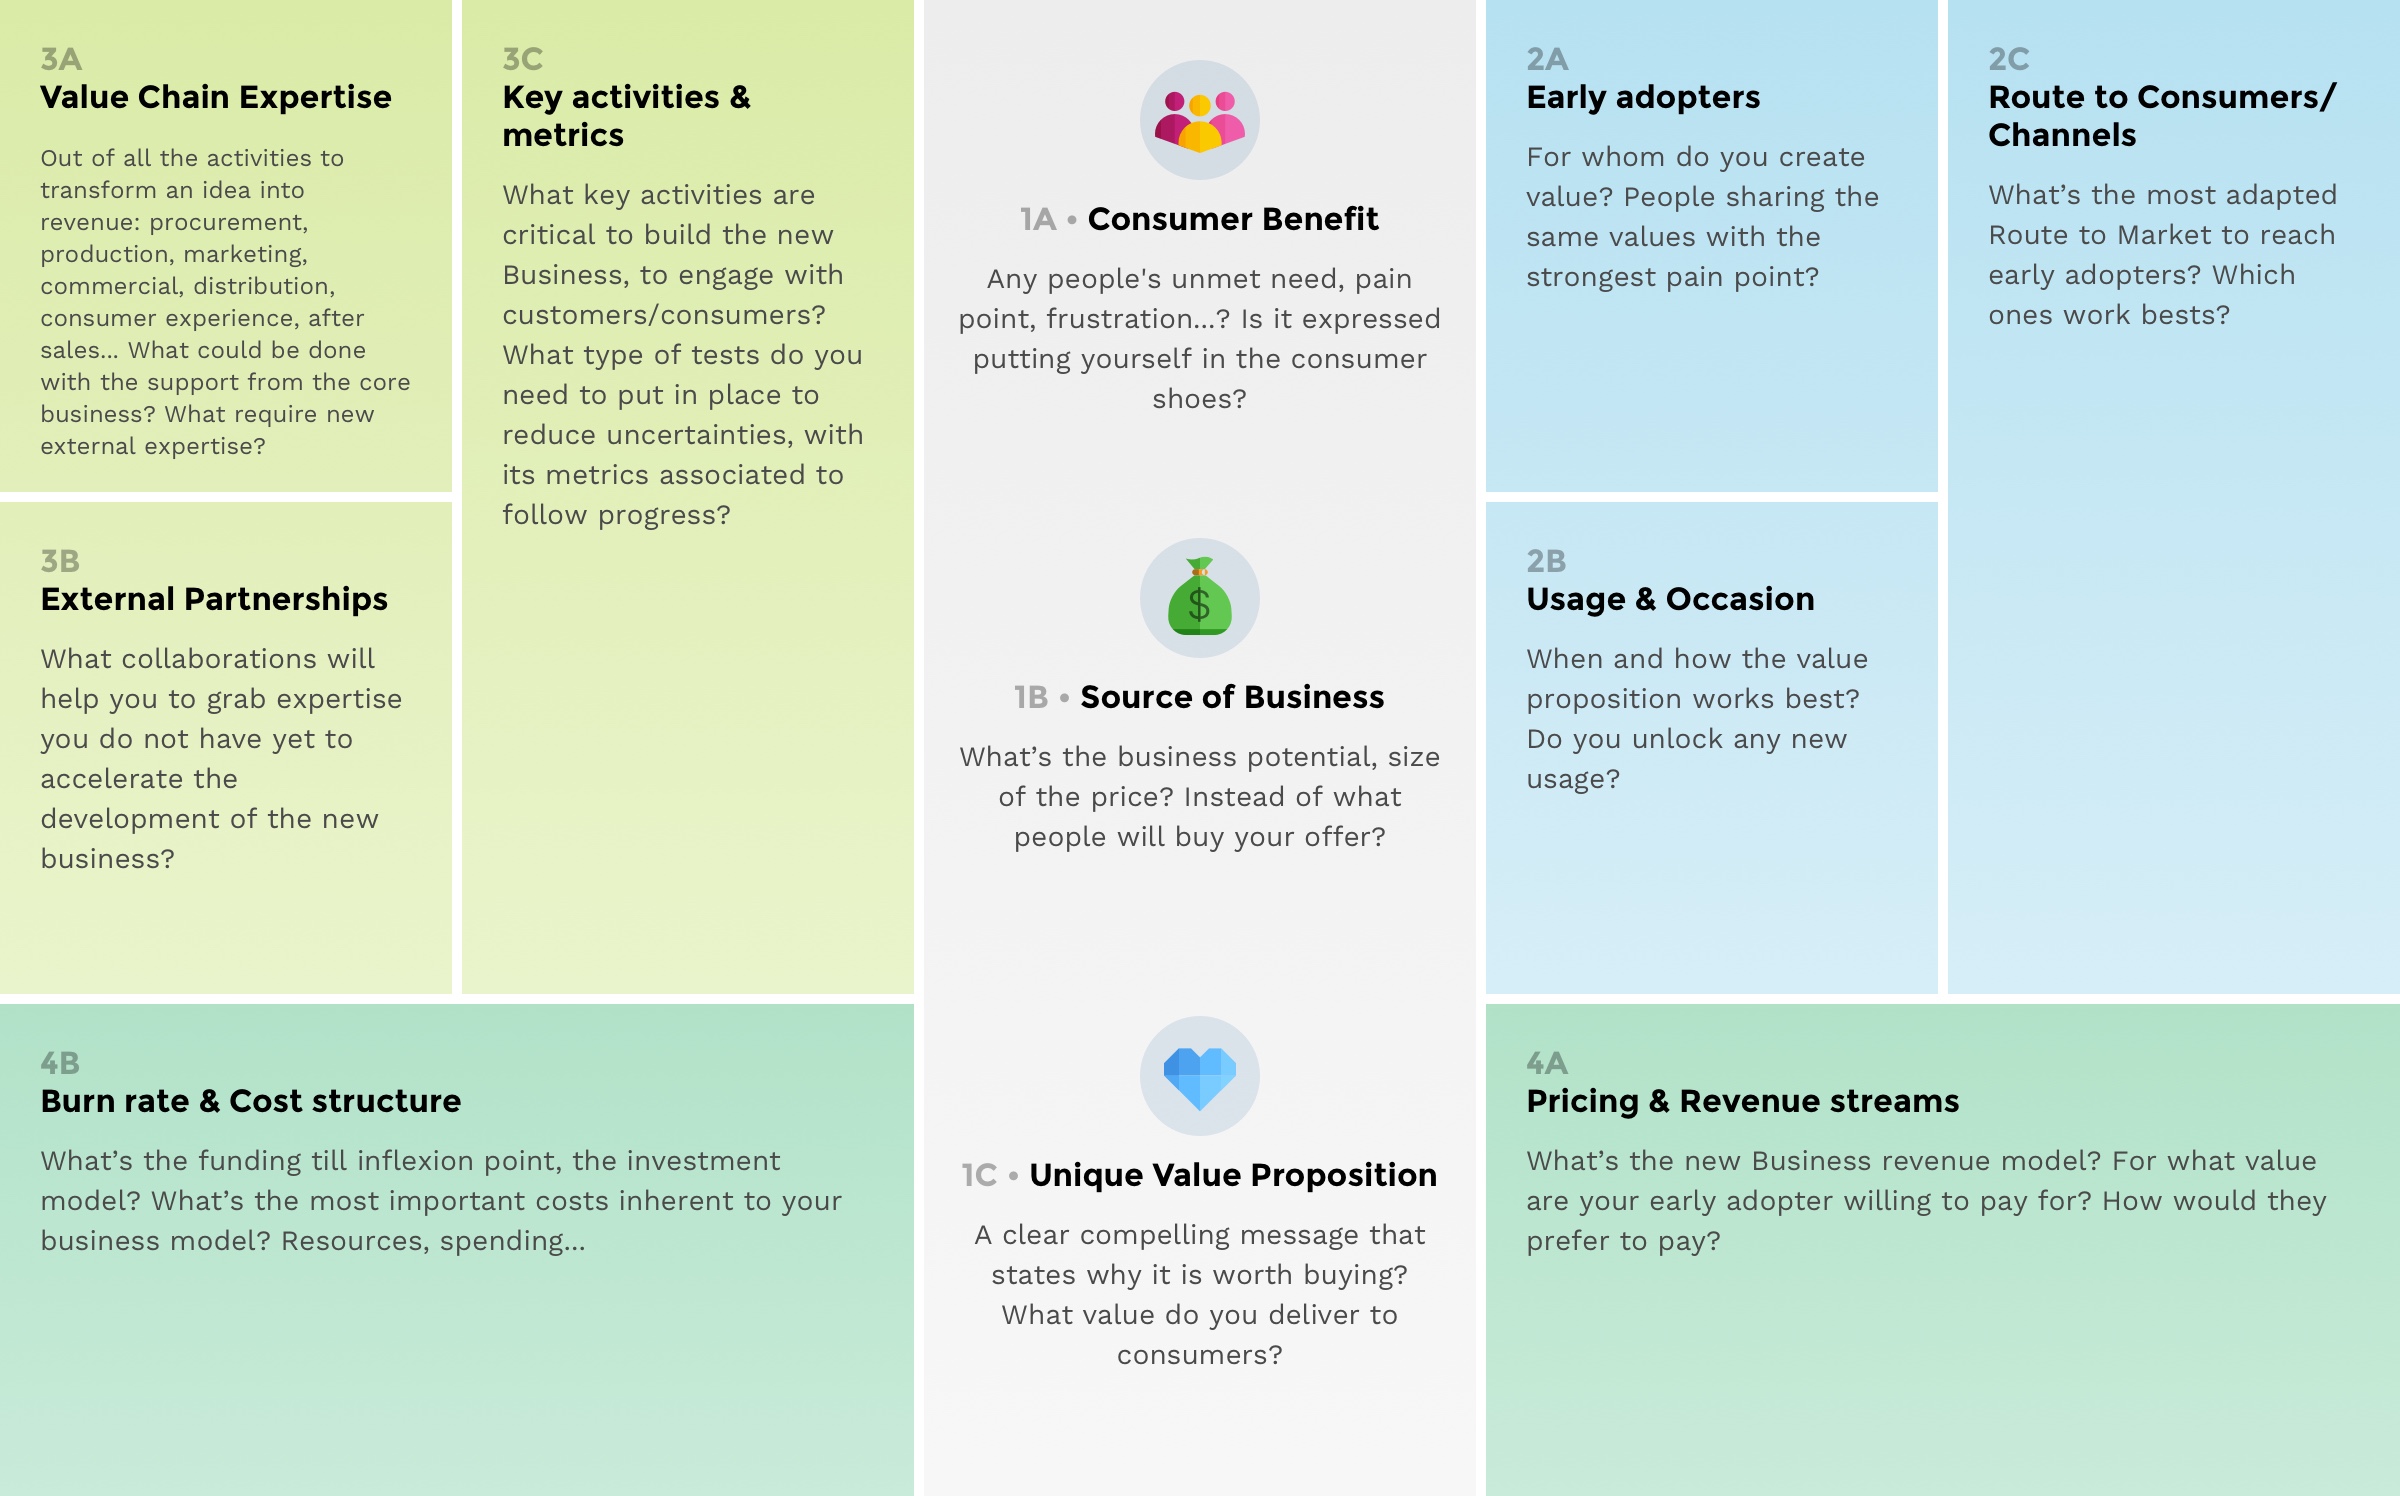 3A
Value Chain Expertise
Out of all the activities to
transform an idea into
revenue: procurement,
production, marketing,
commercial, distribution,
consumer experience, after
sales... What could be done
with the support from the core
business? What require new
external expertise?
3B
External Partnerships
What collaborations will
help you to grab expertise
you do not have yet to
accelerate the
development of the new
business?
3C
Key activities &
metrics
What key activities are
critical to build the new
Business, to engage with
customers/consumers?
What type of tests do you
need to put in place to
reduce uncertainties, with
its metrics associated to
follow progress?
1A • Consumer Benefit
Any people's unmet need, pain
point, frustration...? Is it expressed
putting yourself in the consumer
shoes?
$
1B • Source of Business
What’s the business potential, size
of the price? Instead of what
people will buy your offer?
1C • Unique Value Proposition
A clear compelling message that
states why it is worth buying?
What value do you deliver to
consumers?
2A
Early adopters
For whom do you create
value? People sharing the
same values with the
strongest pain point?
2B
Usage & Occasion
When and how the value
proposition works best?
Do you unlock any new
usage?
2C
Route to Consumers/
Channels
What’s the most adapted
Route to Market to reach
early adopters? Which
ones work bests?
4B
Burn rate & Cost structure
What’s the funding till inflexion point, the investment
model? What’s the most important costs inherent to your
business model? Resources, spending...
4A
Pricing & Revenue streams
What’s the new Business revenue model? For what value
are your early adopter willing to pay for? How would they
prefer to pay?